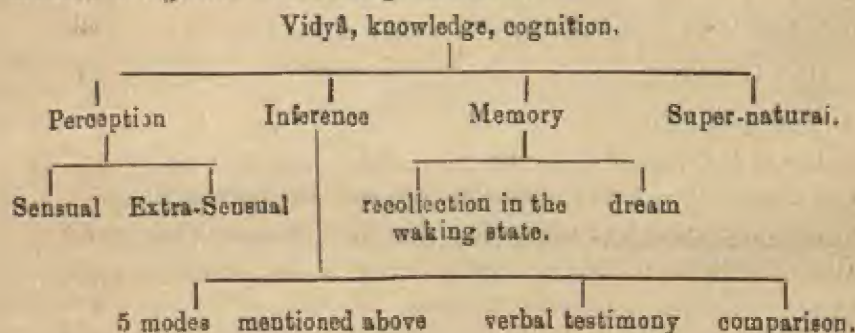 Vidyâ, knowledge, cognition.
Perception Inference Memory Super-natural.
Sensual Extra-Sensual recollection in the dream
waking state.
5 modes mentioned above verbal testimony comparison.